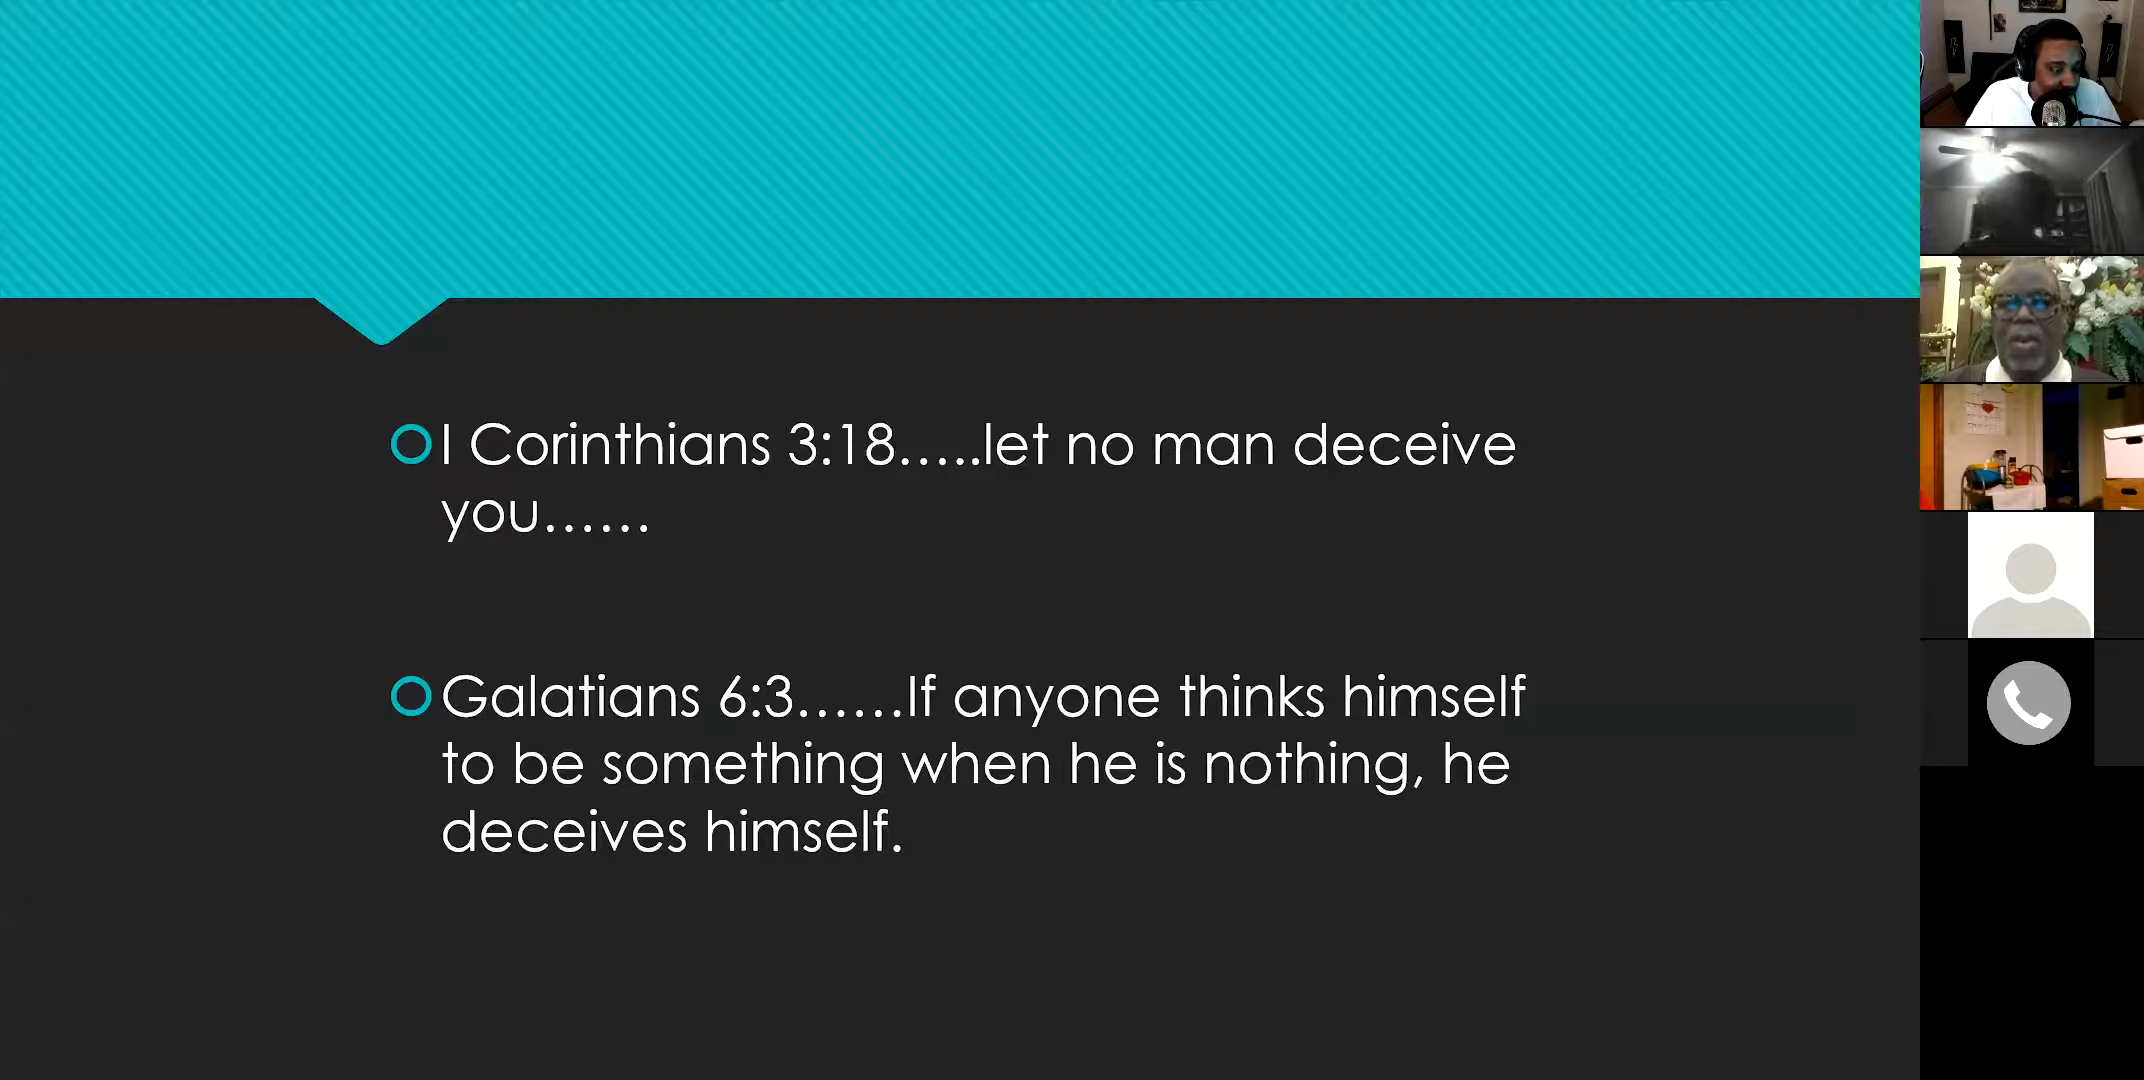 I Corinthians 3:18…..let no man deceive
you……
Galatians 6:3……If anyone thinks himself
to be something when he is nothing, he
deceives himself.